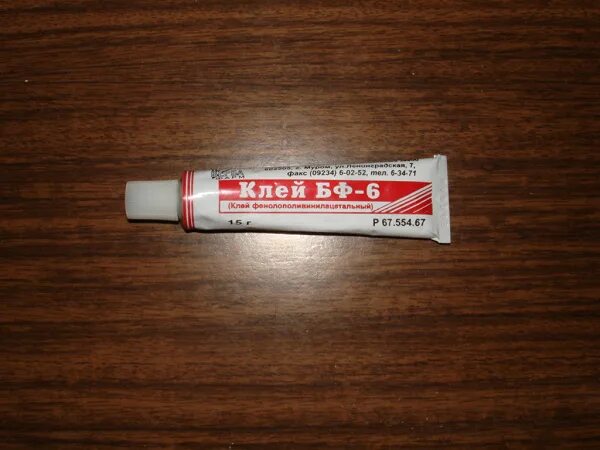 г. Муром, ул.Ленинградская, 7,
факс (09234) 6-02-52, тел. 6-34-71
Клей БФ-6
(Клей фенолополивинилацетальный)
15 г
Р 67.554.67